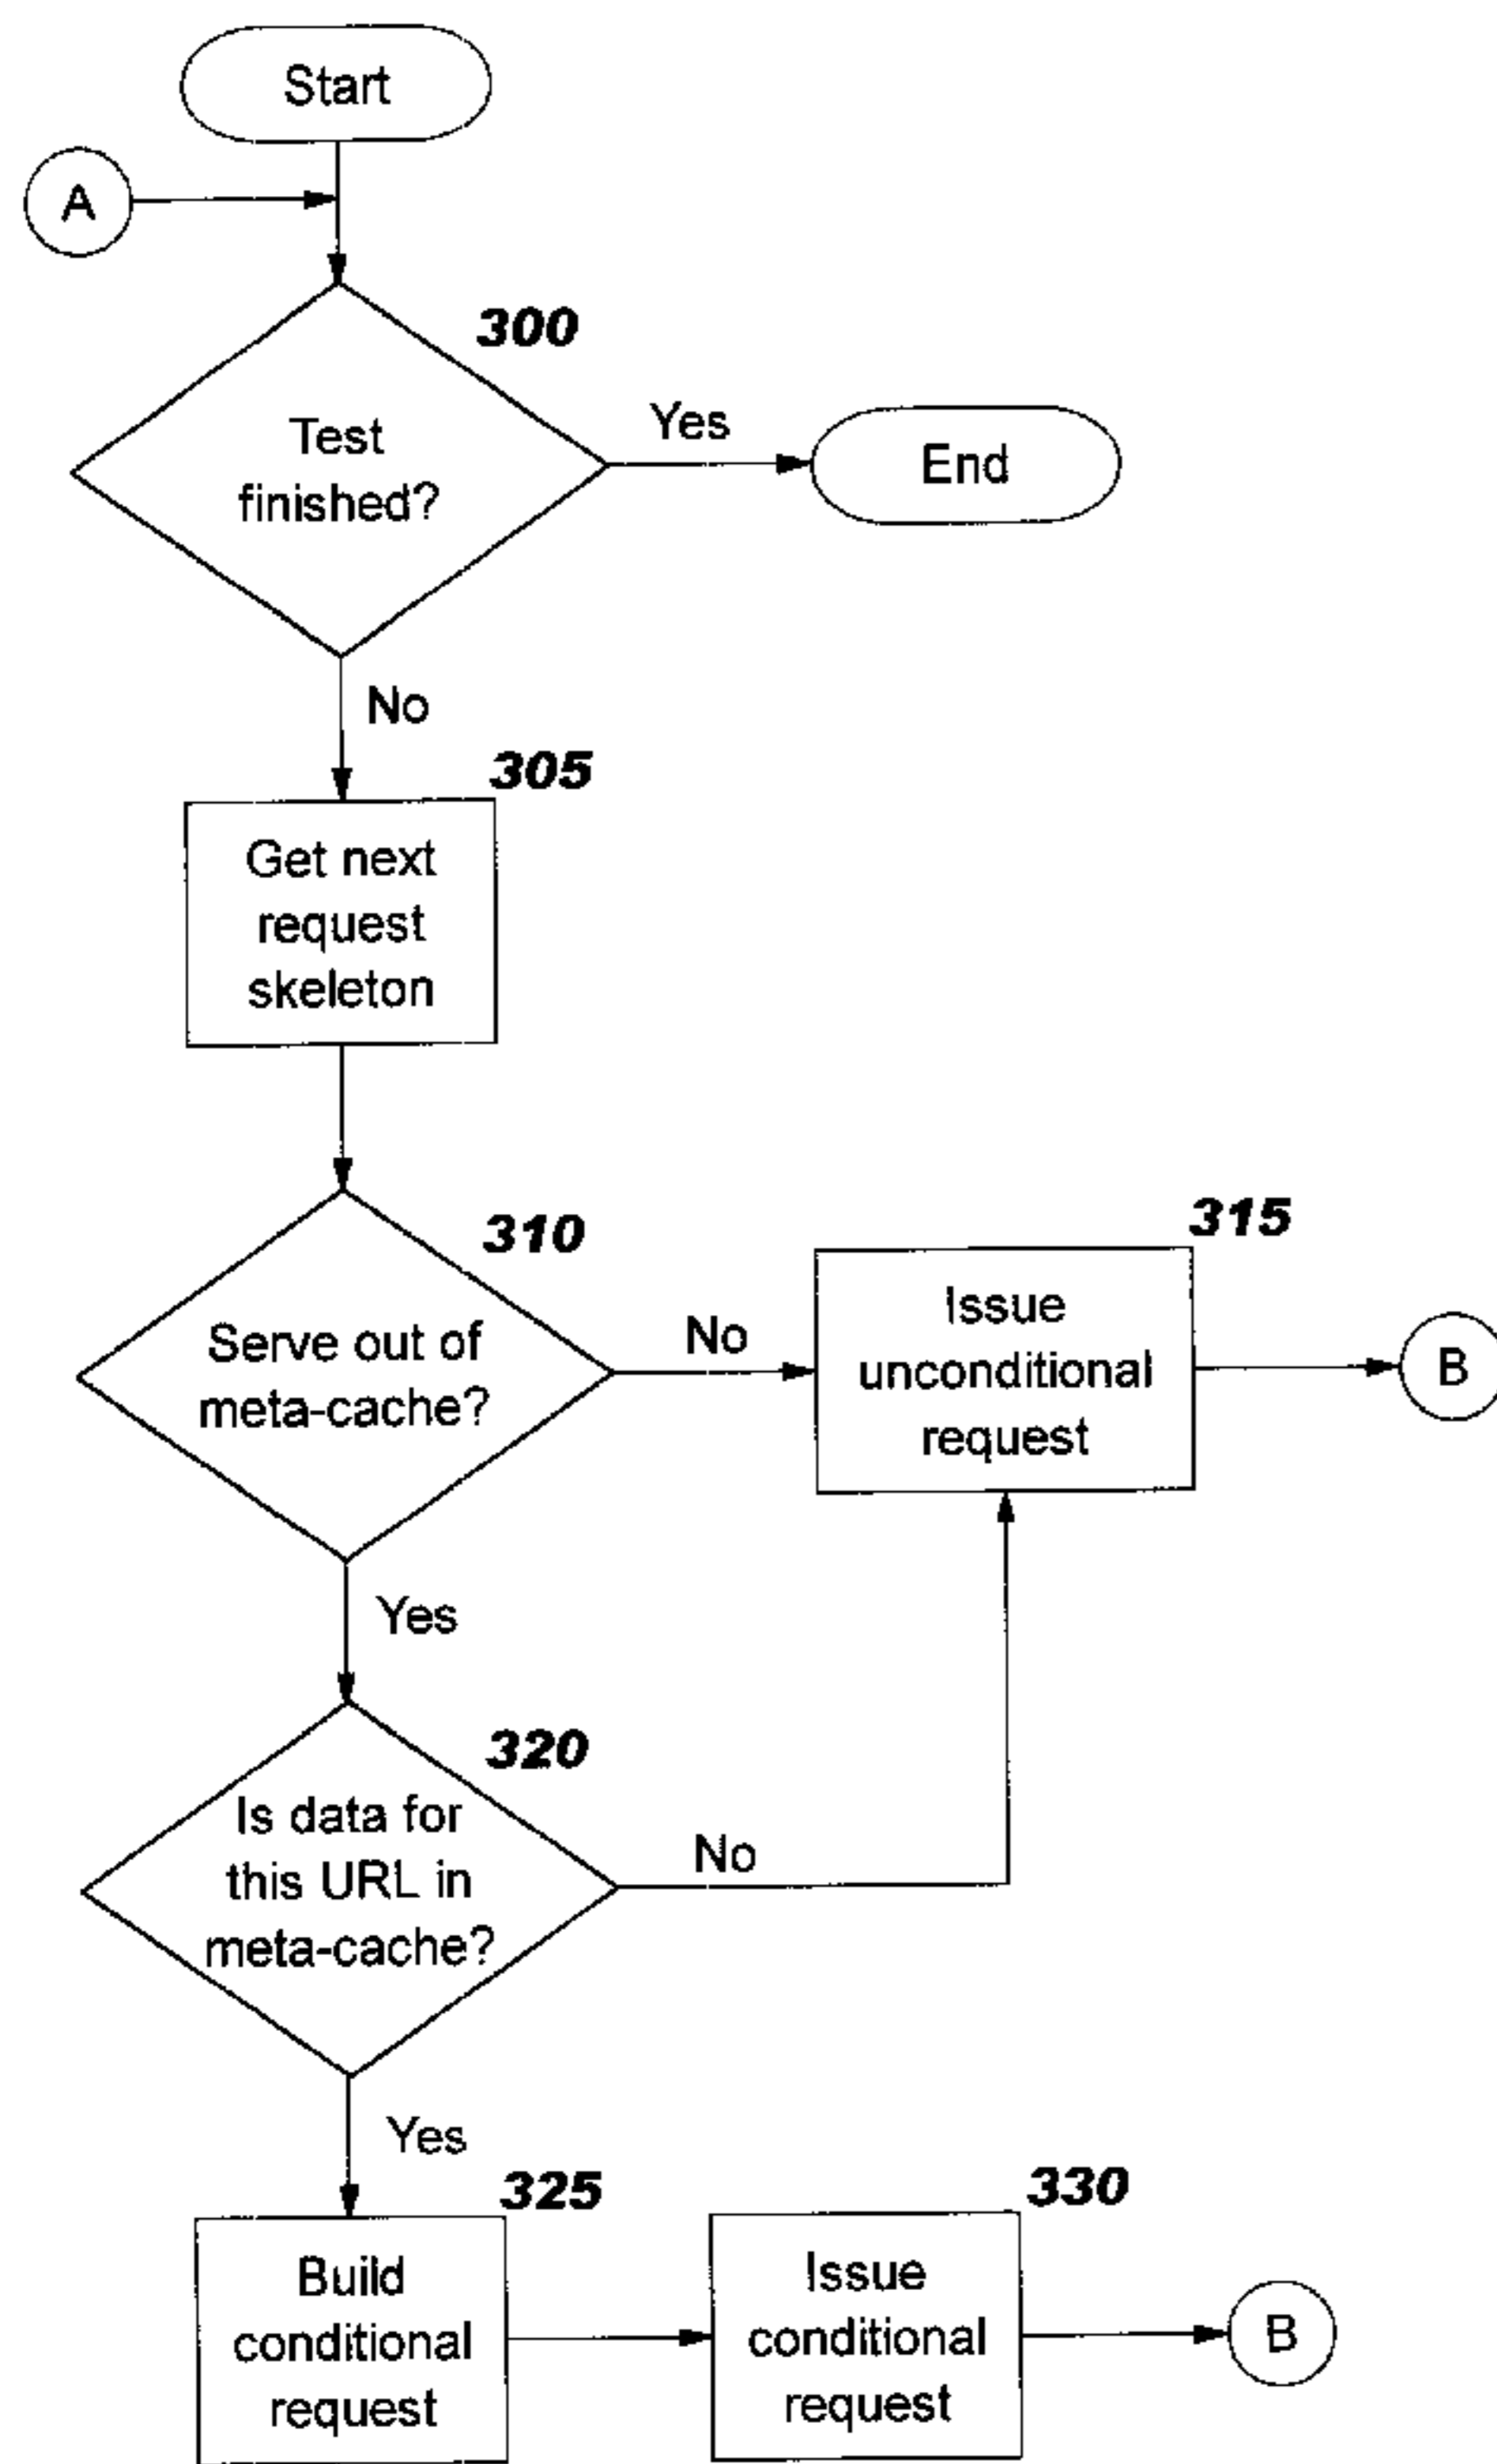 Start
A
300
Test
finished?
Yes
End
No
305
Get next
request
skeleton
310
Serve out of
meta-cache?
No
315
Issue
unconditional
request
B
Yes
320
Is data for
this URL in
meta-cache?
No
Yes
325
Build
conditional
request
330
Issue
conditional
request
B